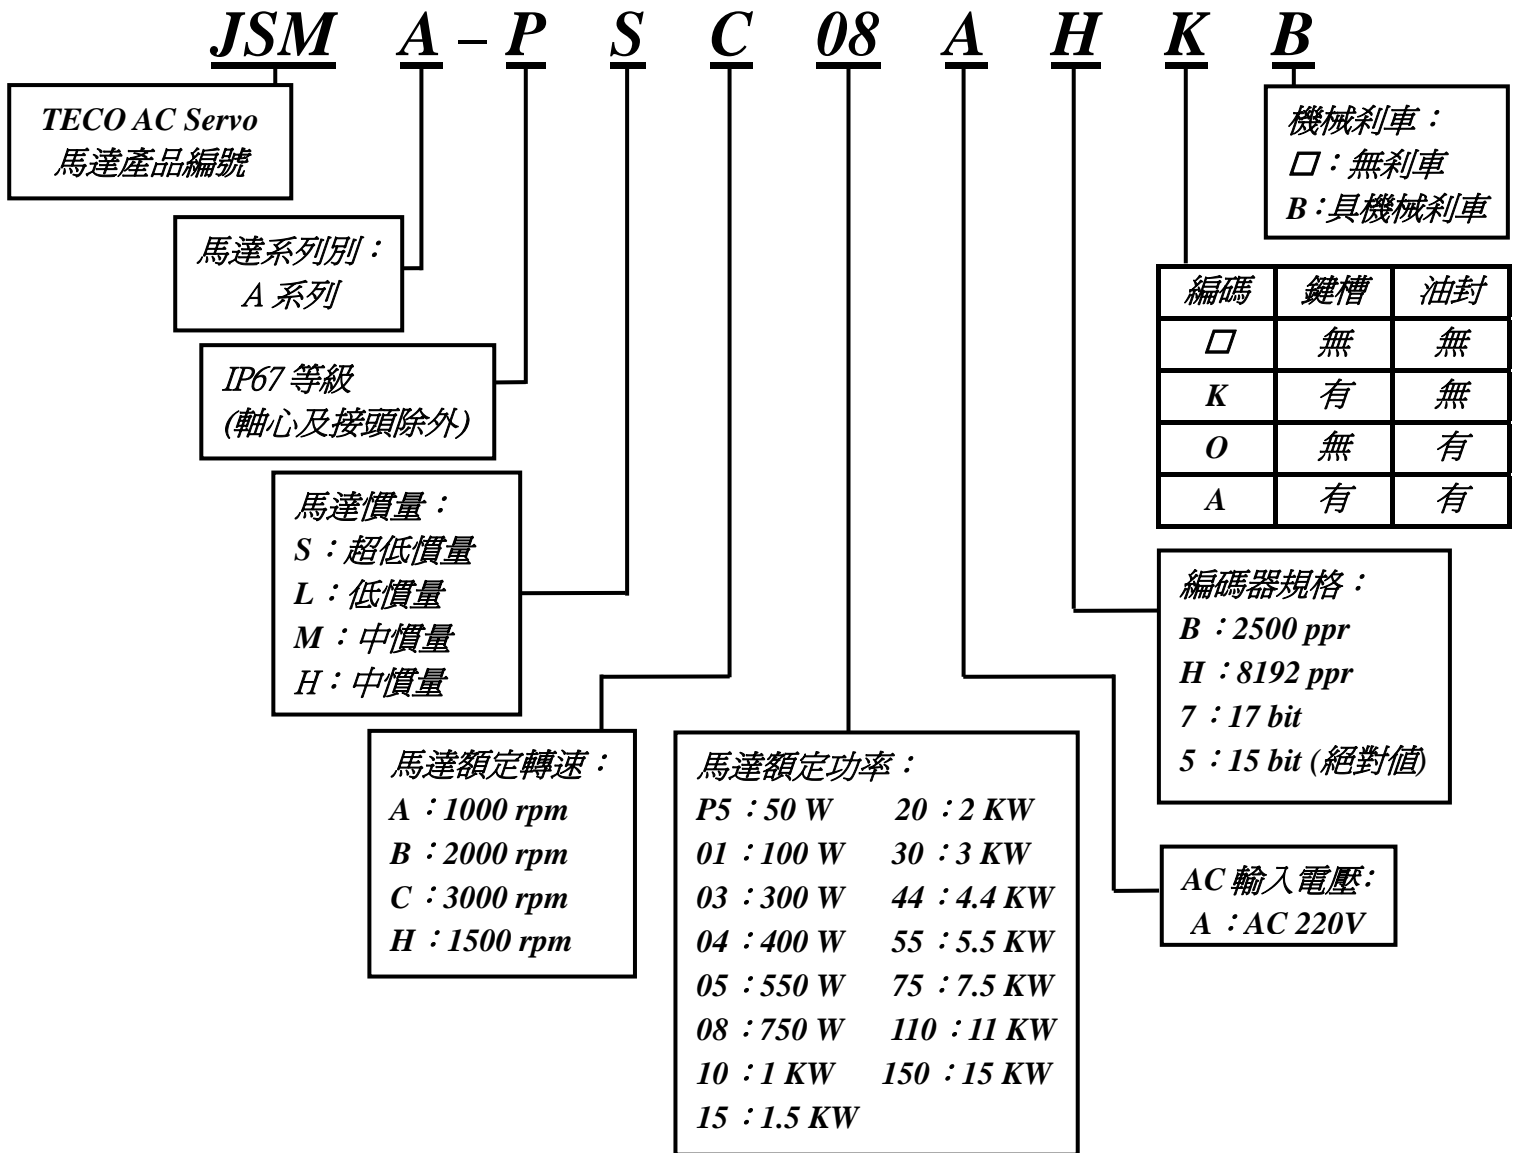 JSM A – P S C 08 A H K B
TECO AC Servo
馬達產品編號
馬達系列別：
A 系列
IP67 等級
(軸心及接頭除外)
馬達慣量：
S：超低慣量
L：低慣量
M：中慣量
H：中慣量
馬達額定轉速：
A：1000 rpm
B：2000 rpm
C：3000 rpm
H：1500 rpm
馬達額定功率：
P5：50 W 20：2 KW
01：100 W 30：3 KW
03：300 W 44：4.4 KW
04：400 W 55：5.5 KW
05：550 W 75：7.5 KW
08：750 W 110：11 KW
10：1 KW 150：15 KW
15：1.5 KW
機械剎車：
□：無剎車
B：具機械剎車
編碼 鍵槽 油封
□ 無 無
K 有 無
O 無 有
A 有 有
編碼器規格：
B：2500 ppr
H：8192 ppr
7：17 bit
5：15 bit (絕對值)
AC 輸入電壓:
A：AC 220V